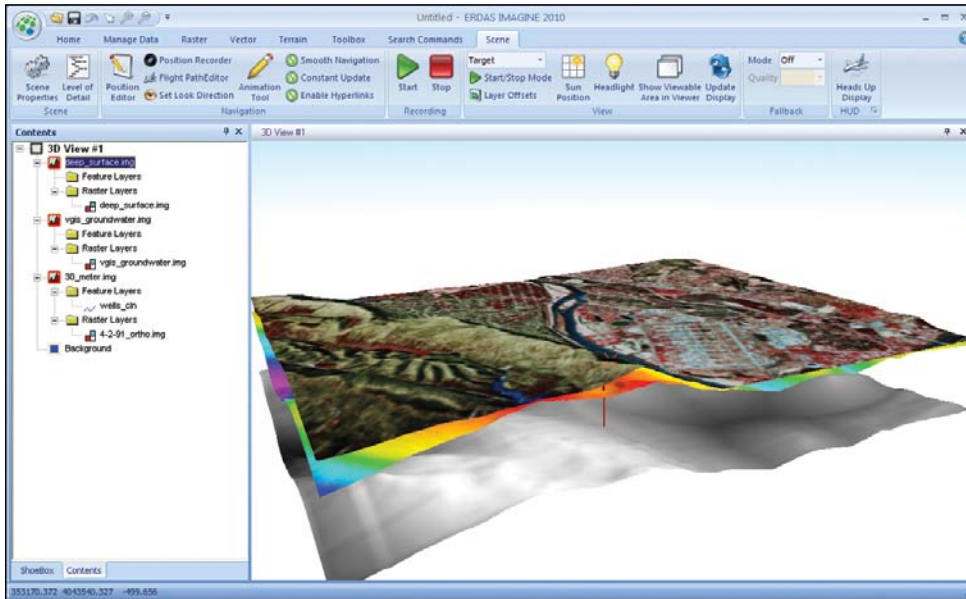 Untitled - ERDAS IMAGINE 2010
Home Manage Data Raster Vector Terrain Toolbox Search Commands Scene
Scene Properties
Level of Detail
Scene
Position Editor
Position Recorder
Flight PathEditor
Set Look Direction
Animation Tool
Smooth Navigation
Constant Update
Enable Hyperlinks
Navigation
Start
Stop
Recording
Target
Start/Stop Mode
Layer Offsets
Sun Position
Headlight
Show Viewable Area in Viewer
Update Display
View
Mode Off
Quality
Fallback
Heads Up Display
HUD
Contents
3D View #1
deep_surface.img
Feature Layers
Raster Layers
deep_surface.img
vgis_groundwater.img
Feature Layers
Raster Layers
vgis_groundwater.img
30_meter.img
Feature Layers
wells_cln
Raster Layers
4-2-91_ortho.img
Background
3D View #1
ShoeBox Contents
353170.372 4043540.327 -499.656